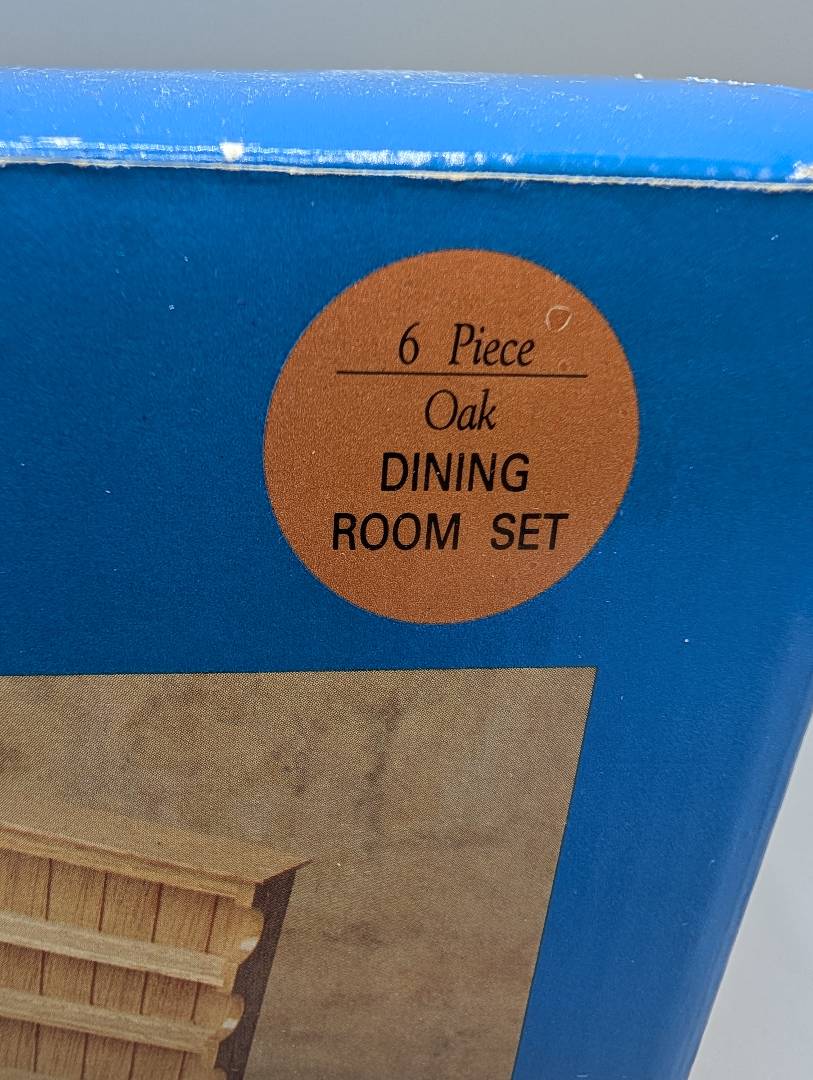 6 Piece
Oak
DINING
ROOM SET